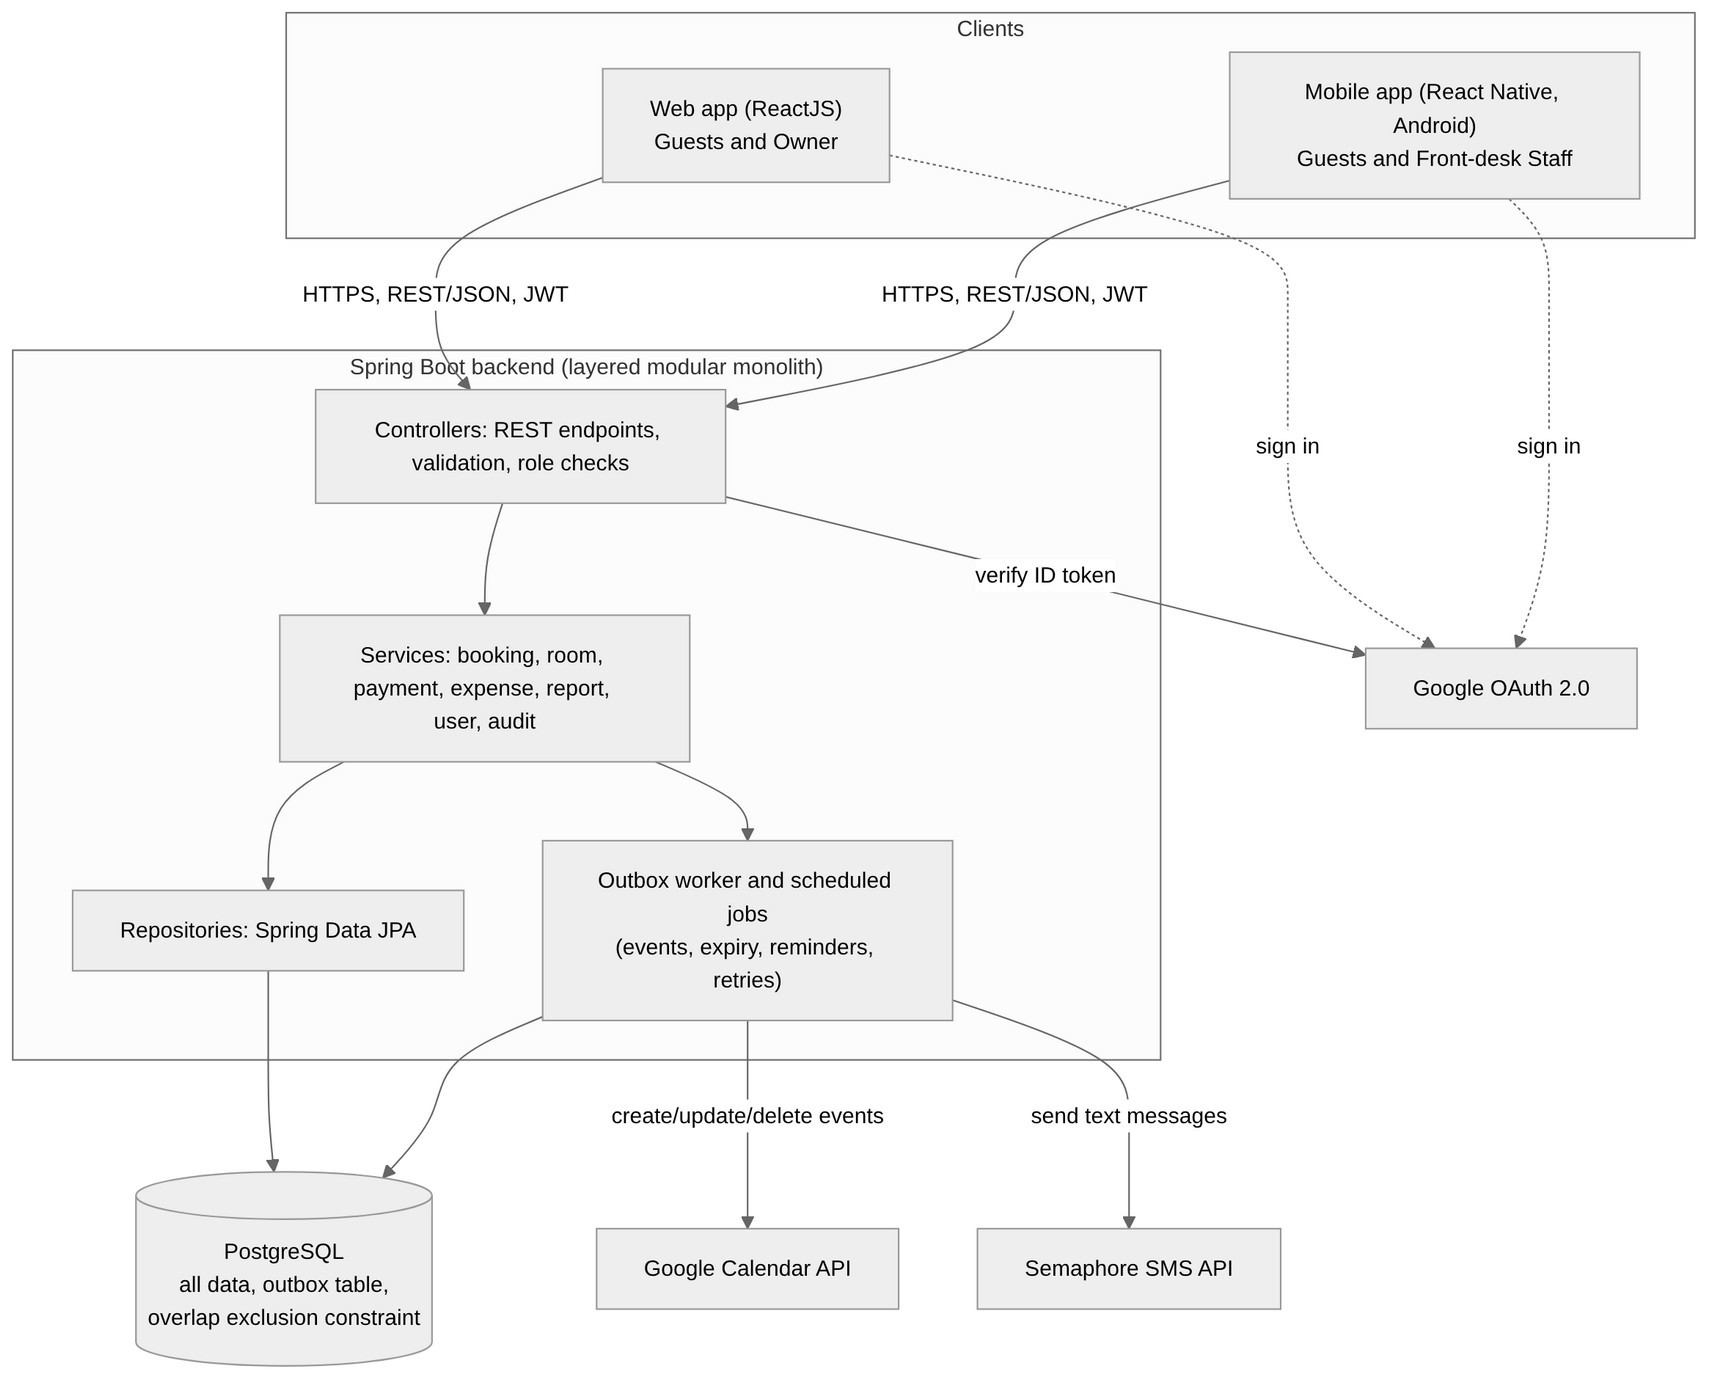 Clients
Web app (ReactJS)
Guests and Owner
Mobile app (React Native,
Android)
Guests and Front-desk Staff
HTTPS, REST/JSON, JWT
HTTPS, REST/JSON, JWT
Spring Boot backend (layered modular monolith)
Controllers: REST endpoints,
validation, role checks
sign in
sign in
verify ID token
Services: booking, room,
payment, expense, report,
user, audit
Google OAuth 2.0
Repositories: Spring Data JPA
Outbox worker and scheduled
jobs
(events, expiry, reminders,
retries)
create/update/delete events
send text messages
PostgreSQL
all data, outbox table,
overlap exclusion constraint
Google Calendar API
Semaphore SMS API